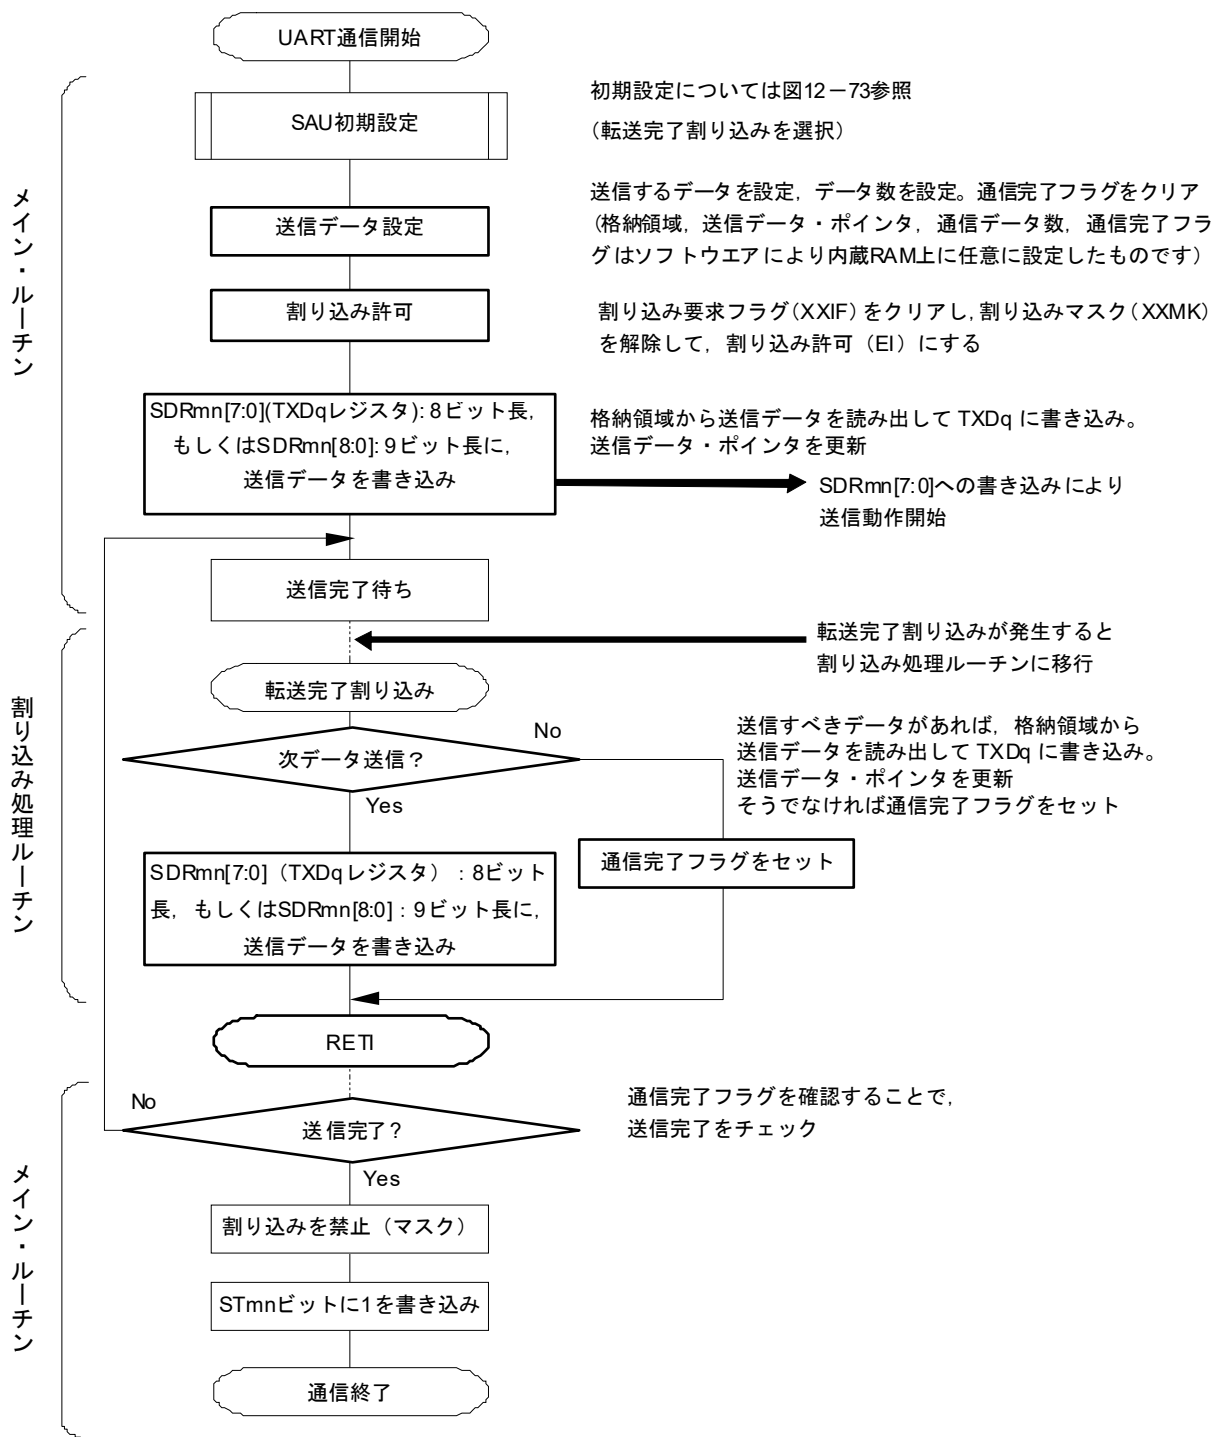 UART通信開始
メイン・ルーチン
SAU初期設定
初期設定については図12-73参照
(転送完了割り込みを選択)
送信データ設定
送信するデータを設定,データ数を設定。通信完了フラグをクリア
(格納領域,送信データ・ポインタ,通信データ数,通信完了フラ
グはソフトウエアにより内蔵RAM上に任意に設定したものです)
割り込み許可
割り込み要求フラグ(XXIF)をクリアし,割り込みマスク(XXMK)
を解除して,割り込み許可(EI)にする
SDRmn[7:0](TXDqレジスタ):8ビット長,
もしくはSDRmn[8:0]:9ビット長に,
送信データを書き込み
格納領域から送信データを読み出して TXDq に書き込み。
送信データ・ポインタを更新
SDRmn[7:0]への書き込みにより
送信動作開始
送信完了待ち
転送完了割り込みが発生すると
割り込み処理ルーチンに移行
割り込み処理ルーチン
転送完了割り込み
次データ送信?
No
Yes
送信すべきデータがあれば,格納領域から
送信データを読み出して TXDq に書き込み。
送信データ・ポインタを更新
そうでなければ通信完了フラグをセット
通信完了フラグをセット
SDRmn[7:0](TXDqレジスタ):8ビット
長,もしくはSDRmn[8:0]:9ビット長に,
送信データを書き込み
RETI
メイン・ルーチン
No
送信完了?
Yes
通信完了フラグを確認することで,
送信完了をチェック
割り込みを禁止(マスク)
STmnビットに1を書き込み
通信終了